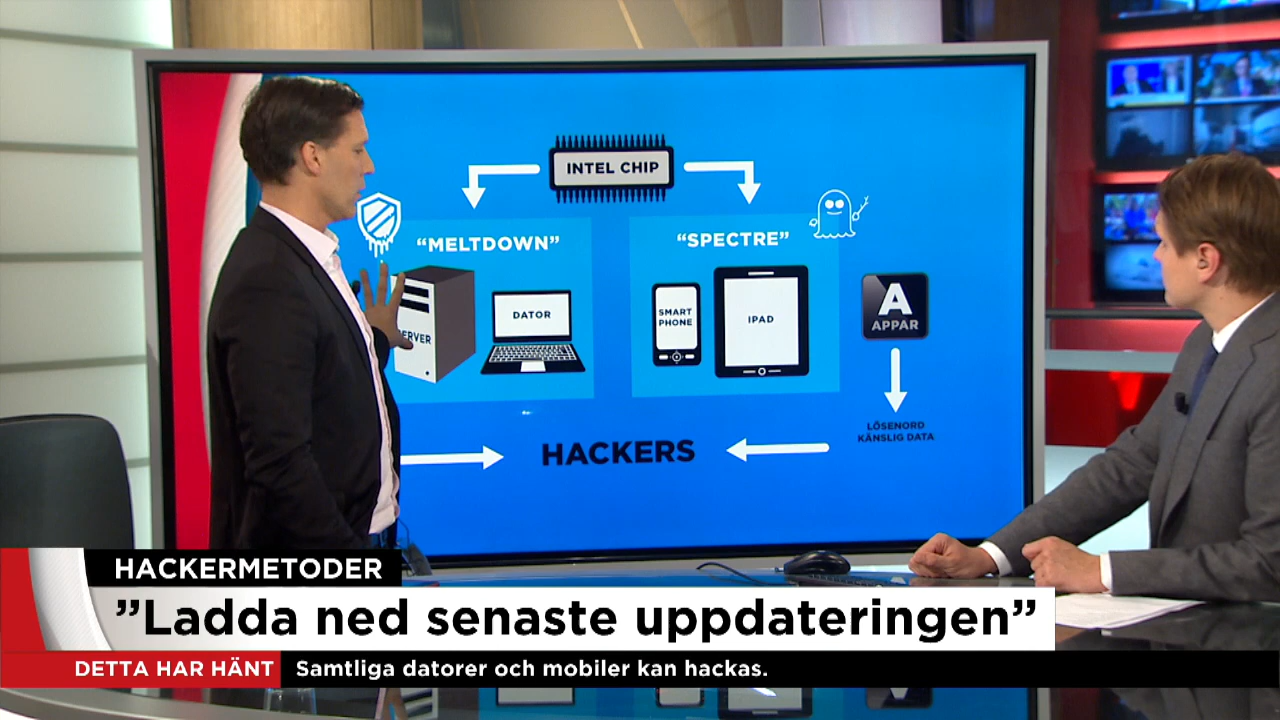 INTEL CHIP
”MELTDOWN”
”SPECTRE”
DATOR
SMART
PHONE
IPAD
A
APPAR
LÖSENORD
KÄNSLIG DATA
HACKERS
HACKERMETODER
”Ladda ned senaste uppdateringen”
DETTA HAR HÄNT
Samtliga datorer och mobiler kan hackas.